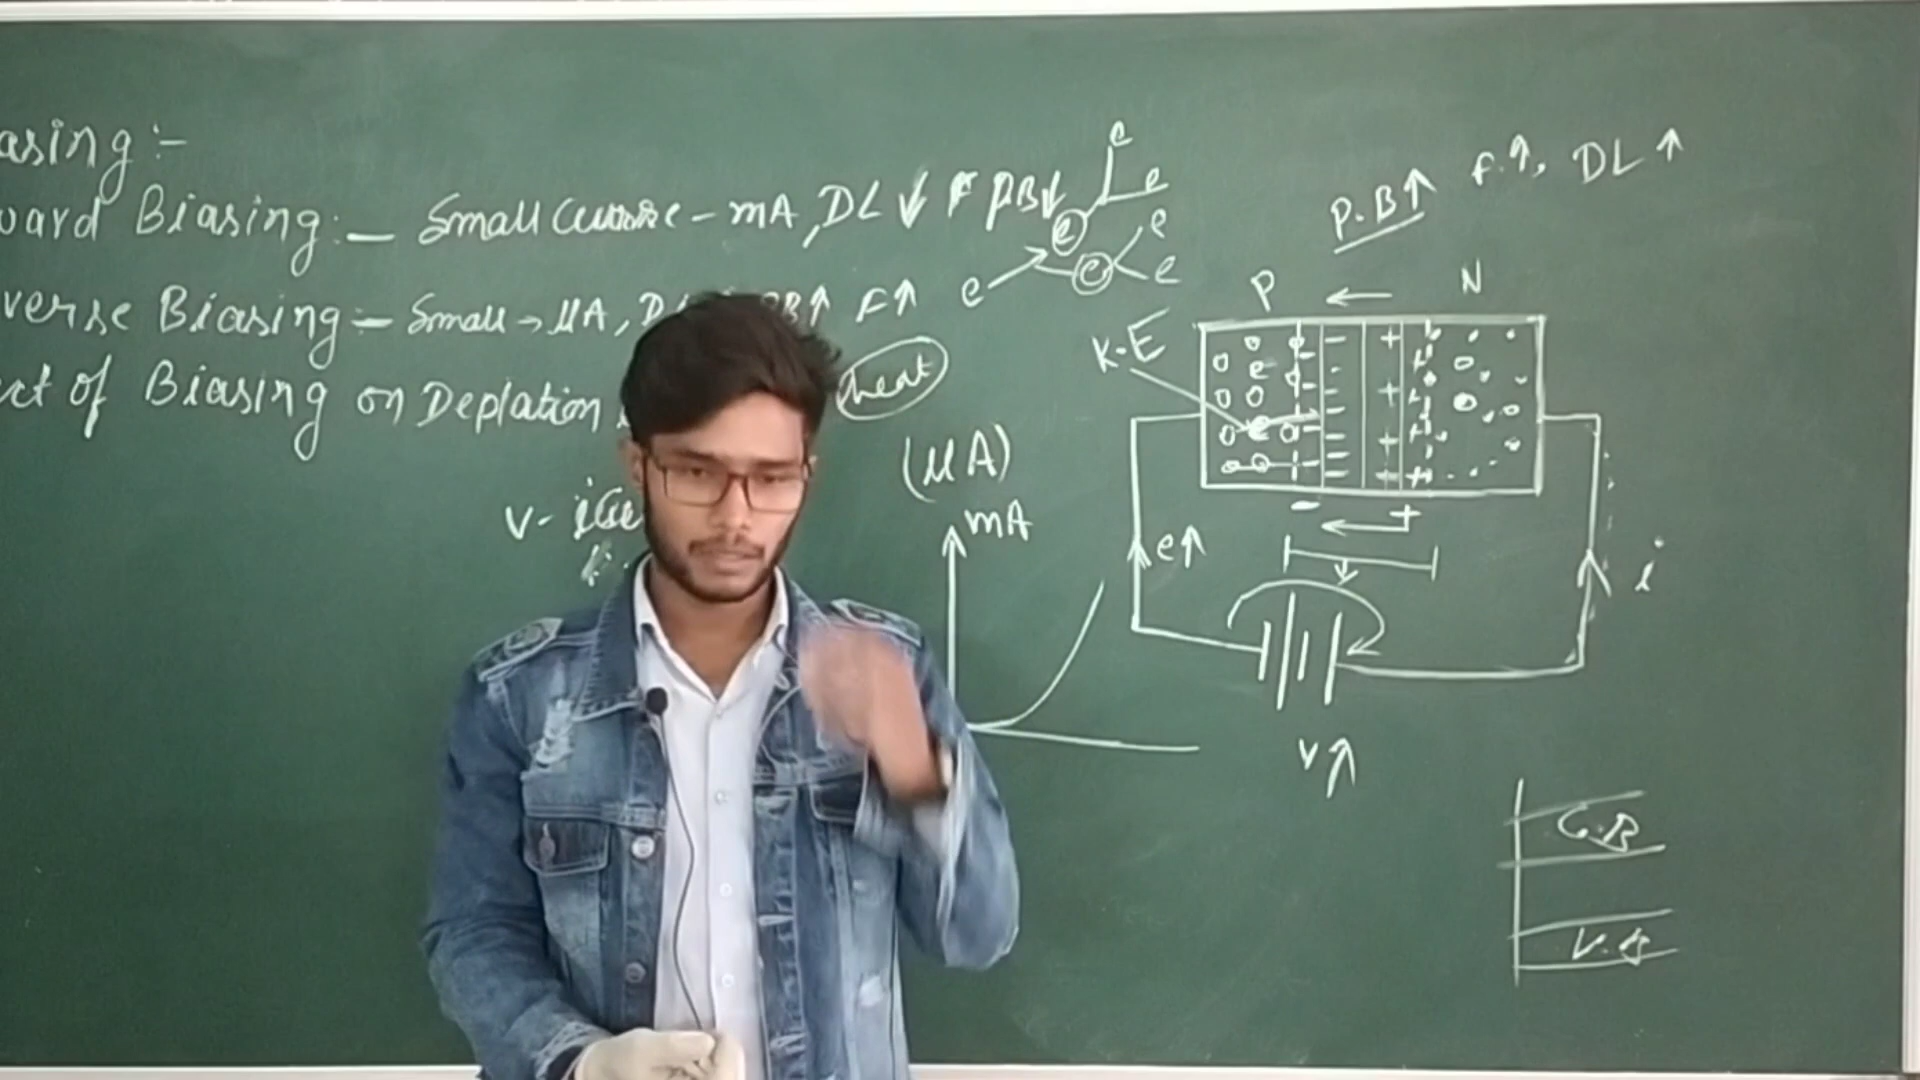 asing :-
ward Biasing :- Small Curre - mA, DL ↓ F PB↓
verse Biasing - Small → μA, D B↑ F↑
ct of Biasing on Deplation
heat
e
e
e
e
e
e
e
P.B↑ F.↑, DL ↑
P ← N
K.E
- +
(μA)
mA
V-
e↑
i
V↑
C.B
V.B